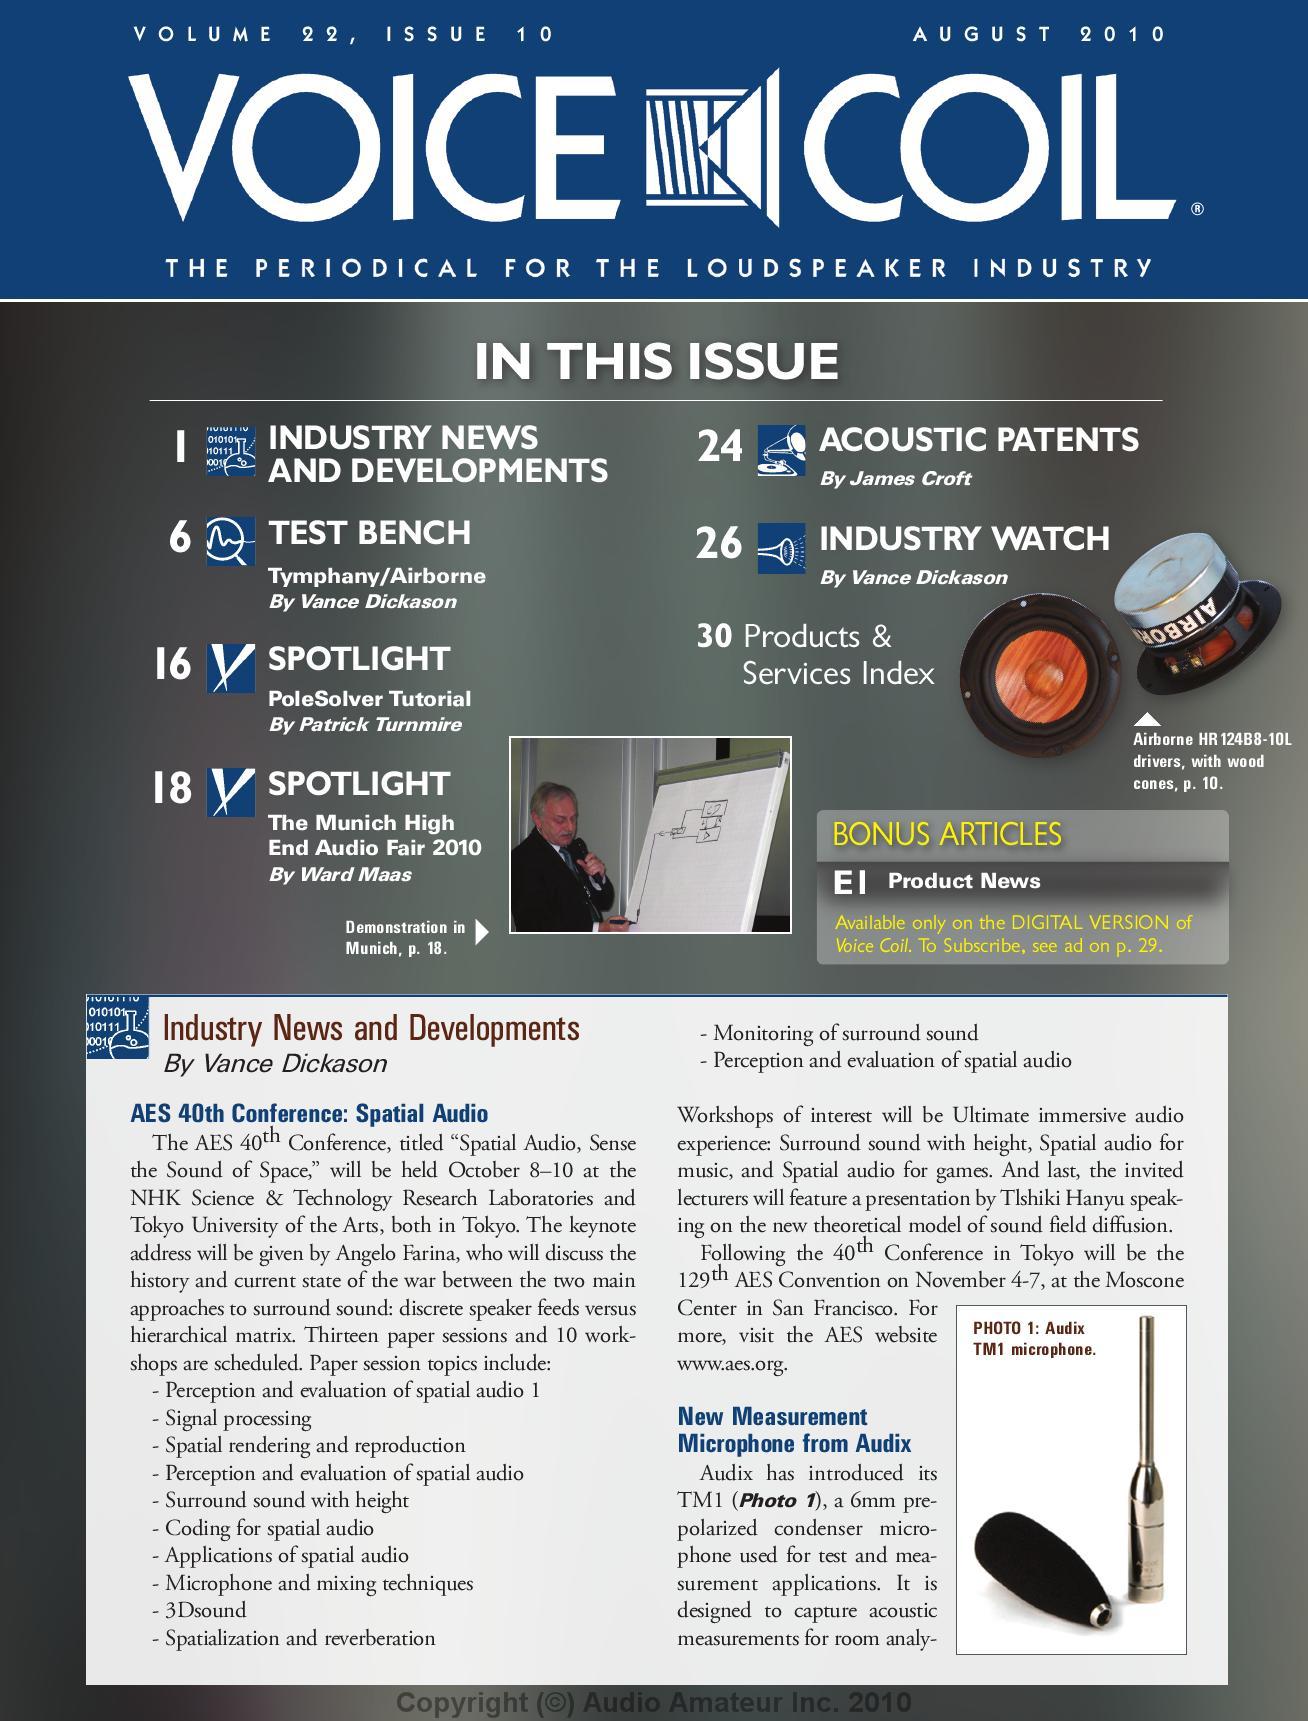 VOLUME 22, ISSUE 10
AUGUST 2010
VOICE COIL®
THE PERIODICAL FOR THE LOUDSPEAKER INDUSTRY
IN THIS ISSUE
1 INDUSTRY NEWS
AND DEVELOPMENTS
6 TEST BENCH
Tymphany/Airborne
By Vance Dickason
16 SPOTLIGHT
PoleSolver Tutorial
By Patrick Turnmire
18 SPOTLIGHT
The Munich High
End Audio Fair 2010
By Ward Maas
Demonstration in
Munich, p. 18.
24 ACOUSTIC PATENTS
By James Croft
26 INDUSTRY WATCH
By Vance Dickason
30 Products &
Services Index
AIRBORN
Airborne HR124B8-10L
drivers, with wood
cones, p. 10.
BONUS ARTICLES
E1 Product News
Available only on the DIGITAL VERSION of
Voice Coil. To Subscribe, see ad on p. 29.
Industry News and Developments
By Vance Dickason
AES 40th Conference: Spatial Audio
The AES 40th Conference, titled “Spatial Audio, Sense
the Sound of Space,” will be held October 8–10 at the
NHK Science & Technology Research Laboratories and
Tokyo University of the Arts, both in Tokyo. The keynote
address will be given by Angelo Farina, who will discuss the
history and current state of the war between the two main
approaches to surround sound: discrete speaker feeds versus
hierarchical matrix. Thirteen paper sessions and 10 work-
shops are scheduled. Paper session topics include:
- Perception and evaluation of spatial audio 1
- Signal processing
- Spatial rendering and reproduction
- Perception and evaluation of spatial audio
- Surround sound with height
- Coding for spatial audio
- Applications of spatial audio
- Microphone and mixing techniques
- 3Dsound
- Spatialization and reverberation
- Monitoring of surround sound
- Perception and evaluation of spatial audio
Workshops of interest will be Ultimate immersive audio
experience: Surround sound with height, Spatial audio for
music, and Spatial audio for games. And last, the invited
lecturers will feature a presentation by Tlshiki Hanyu speak-
ing on the new theoretical model of sound field diffusion.
Following the 40th Conference in Tokyo will be the
129th AES Convention on November 4-7, at the Moscone
Center in San Francisco. For
more, visit the AES website
www.aes.org.
New Measurement
Microphone from Audix
Audix has introduced its
TM1 (Photo 1), a 6mm pre-
polarized condenser micro-
phone used for test and mea-
surement applications. It is
designed to capture acoustic
measurements for room analy-
PHOTO 1: Audix
TM1 microphone.
Copyright (©) Audio Amateur Inc. 2010